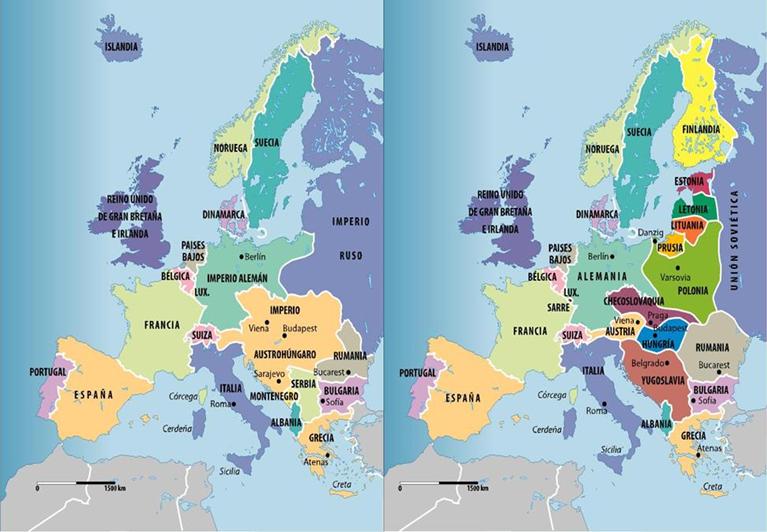 ISLANDIA
NORUEGA
SUECIA
REINO UNIDO
DE GRAN BRETAÑA
E IRLANDA
DINAMARCA
IMPERIO
RUSO
PAISES
BAJOS
Berlín
BÉLGICA
IMPERIO ALEMÁN
LUX.
FRANCIA
IMPERIO
Viena
Budapest
SUIZA
AUSTROHÚNGARO
RUMANIA
PORTUGAL
ESPAÑA
Sarajevo
Bucarest
ITALIA
SERBIA
Córcega
MONTENEGRO
BULGARIA
Roma
Sofía
Cerdeña
ALBANIA
GRECIA
Sicilia
Atenas
Creta
0
1500 km
ISLANDIA
SUECIA
FINLANDIA
NORUEGA
ESTONIA
REINO UNIDO
DE GRAN BRETAÑA
E IRLANDA
LETONIA
DINAMARCA
LITUANIA
UNIÓN SOVIÉTICA
Danzig
PRUSIA
PAISES
BAJOS
Berlín
BÉLGICA
ALEMANIA
Varsovia
POLONIA
LUX.
SARRE
CHECOSLOVAQUIA
Praga
FRANCIA
Viena
Budapest
SUIZA
AUSTRIA
HUNGRÍA
RUMANIA
Belgrado
PORTUGAL
ESPAÑA
ITALIA
YUGOSLAVIA
Bucarest
Córcega
BULGARIA
Roma
Sofía
Cerdeña
ALBANIA
GRECIA
Sicilia
Atenas
Creta
0
1500 km